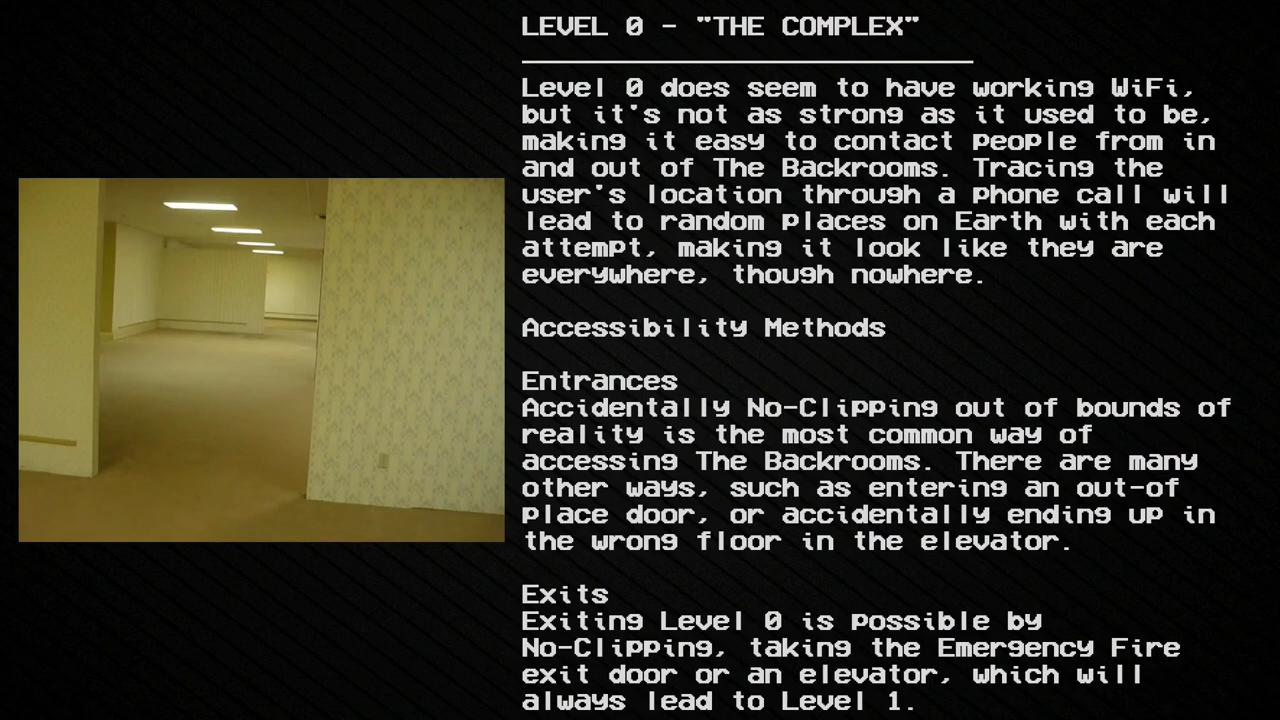 LEVEL 0 - "THE COMPLEX"
Level 0 does seem to have working WiFi,
but it's not as strong as it used to be,
making it easy to contact people from in
and out of The Backrooms. Tracing the
user's location through a phone call will
lead to random places on Earth with each
attempt, making it look like they are
everywhere, though nowhere.
Accessibility Methods
Entrances
Accidentally No-Clipping out of bounds of
reality is the most common way of
accessing The Backrooms. There are many
other ways, such as entering an out-of
place door, or accidentally ending up in
the wrong floor in the elevator.
Exits
Exiting Level 0 is possible by
No-Clipping, taking the Emergency Fire
exit door or an elevator, which will
always lead to Level 1.